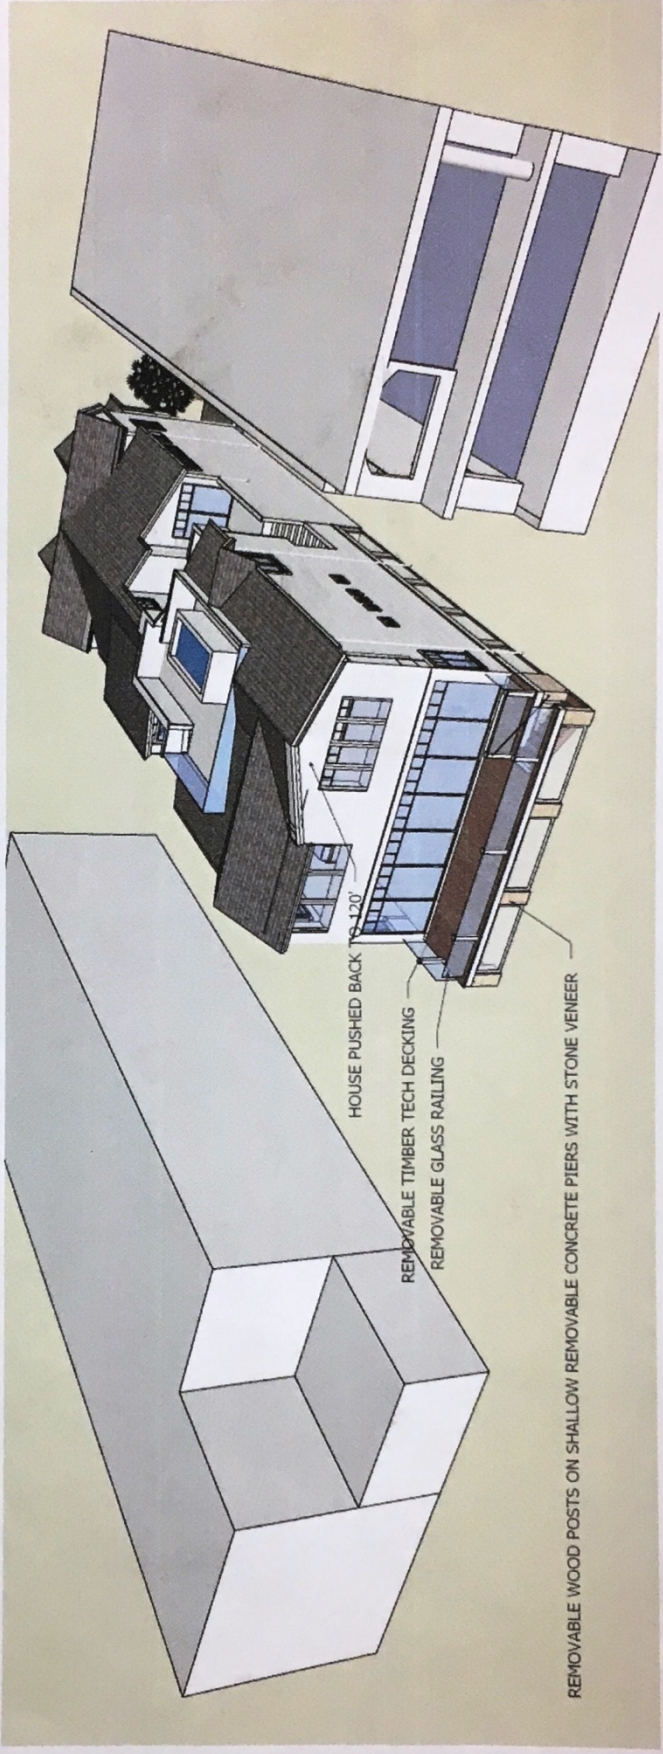 HOUSE PUSHED BACK TO 120'
REMOVABLE TIMBER TECH DECKING
REMOVABLE GLASS RAILING
REMOVABLE WOOD POSTS ON SHALLOW REMOVABLE CONCRETE PIERS WITH STONE VENEER